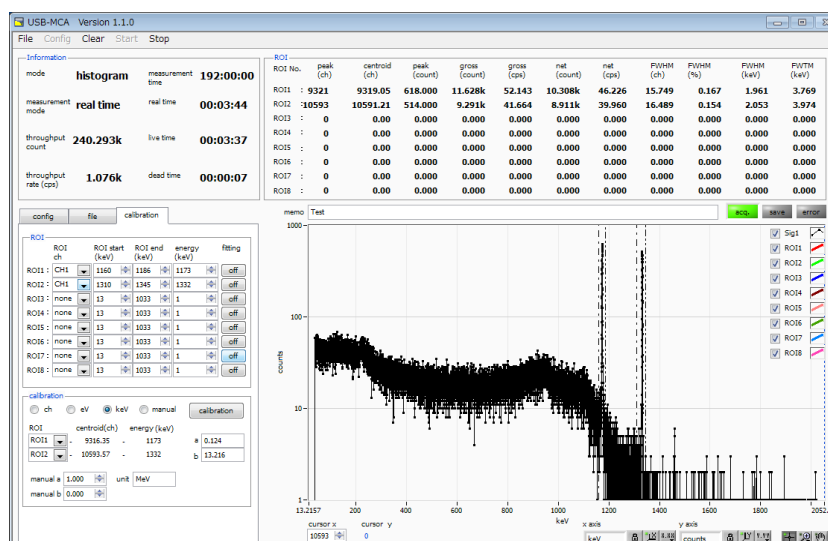 USB-MCA Version 1.1.0
File Config Clear Start Stop
Information
mode histogram measurement time 192:00:00
measurement mode real time real time 00:03:44
throughput count 240.293k live time 00:03:37
throughput rate (cps) 1.076k dead time 00:00:07
ROI
ROI No. peak (ch) centroid (ch) peak (count) gross (count) gross (cps) net (count) net (cps) FWHM (ch) FWHM (%) FWHM (keV) FWTM (keV)
ROI1 : 9321 9319.05 618.000 11.628k 52.143 10.308k 46.226 15.749 0.167 1.961 3.769
ROI2 :10593 10591.21 514.000 9.291k 41.664 8.911k 39.960 16.489 0.154 2.053 3.974
ROI3 : 0 0.00 0.000 0.000 0.000 0.000 0.000 0.000 0.000 0.000 0.000
ROI4 : 0 0.00 0.000 0.000 0.000 0.000 0.000 0.000 0.000 0.000 0.000
ROI5 : 0 0.00 0.000 0.000 0.000 0.000 0.000 0.000 0.000 0.000 0.000
ROI6 : 0 0.00 0.000 0.000 0.000 0.000 0.000 0.000 0.000 0.000 0.000
ROI7 : 0 0.00 0.000 0.000 0.000 0.000 0.000 0.000 0.000 0.000 0.000
ROI8 : 0 0.00 0.000 0.000 0.000 0.000 0.000 0.000 0.000 0.000 0.000
config file calibration
memo Test acq. save error
ROI
ROI ch ROI start (keV) ROI end (keV) energy (keV) fitting
ROI1 : CH1 1160 1186 1173 off
ROI2 : CH1 1310 1345 1332 off
ROI3 : none 13 1033 1 off
ROI4 : none 13 1033 1 off
ROI5 : none 13 1033 1 off
ROI6 : none 13 1033 1 off
ROI7 : none 13 1033 1 off
ROI8 : none 13 1033 1 off
calibration
ch eV keV manual calibration
ROI centroid(ch) energy (keV)
ROI1 - 9316.35 - 1173 a 0.124
ROI2 - 10593.57 - 1332 b 13.216
manual a 1.000 unit MeV
manual b 0.000
1000
100
10
1
counts
Sig1
ROI1
ROI2
ROI3
ROI4
ROI5
ROI6
ROI7
ROI8
13.2157 200 400 600 800 1000 1200 1400 1600 1800 2052.
keV
cursor x cursor y x axis y axis
10593 0 keV counts